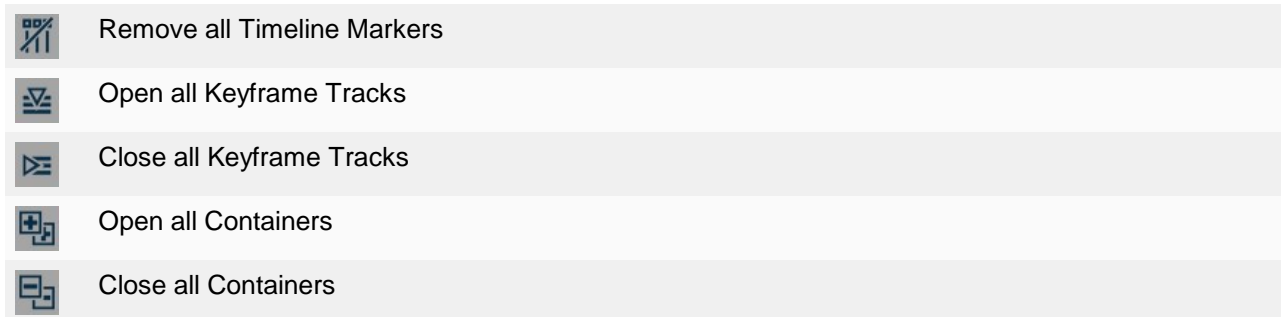 Remove all Timeline Markers
Open all Keyframe Tracks
Close all Keyframe Tracks
Open all Containers
Close all Containers